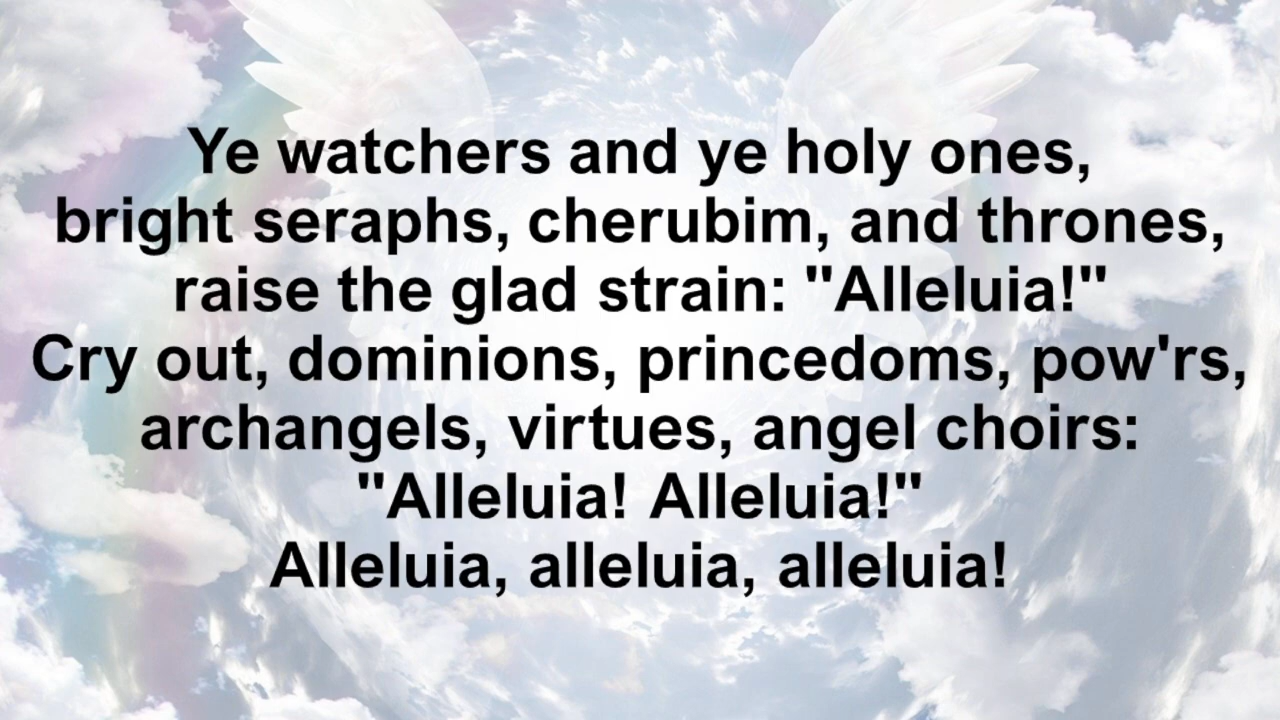 Ye watchers and ye holy ones,
bright seraphs, cherubim, and thrones,
raise the glad strain: "Alleluia!"
Cry out, dominions, princedoms, pow'rs,
archangels, virtues, angel choirs:
"Alleluia! Alleluia!"
Alleluia, alleluia, alleluia!